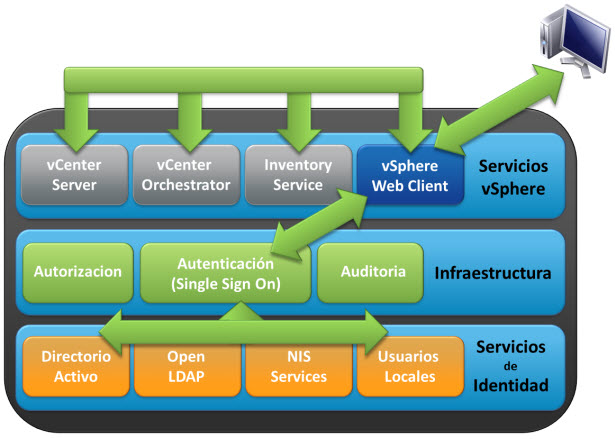 vCenter
Server
vCenter
Orchestrator
Inventory
Service
vSphere
Web Client
Servicios
vSphere
Autorizacion
Autenticación
(Single Sign On)
Auditoria
Infraestructura
Directorio
Activo
Open
LDAP
NIS
Services
Usuarios
Locales
Servicios
de
Identidad